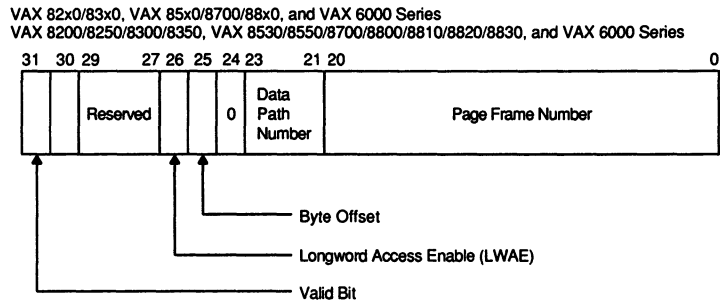 VAX 82x0/83x0, VAX 85x0/8700/88x0, and VAX 6000 Series
VAX 8200/8250/8300/8350, VAX 8530/8550/8700/8800/8810/8820/8830, and VAX 6000 Series
31 30 29 27 26 25 24 23 21 20 0
Reserved 0 Data Path Number Page Frame Number
Byte Offset
Longword Access Enable (LWAE)
Valid Bit